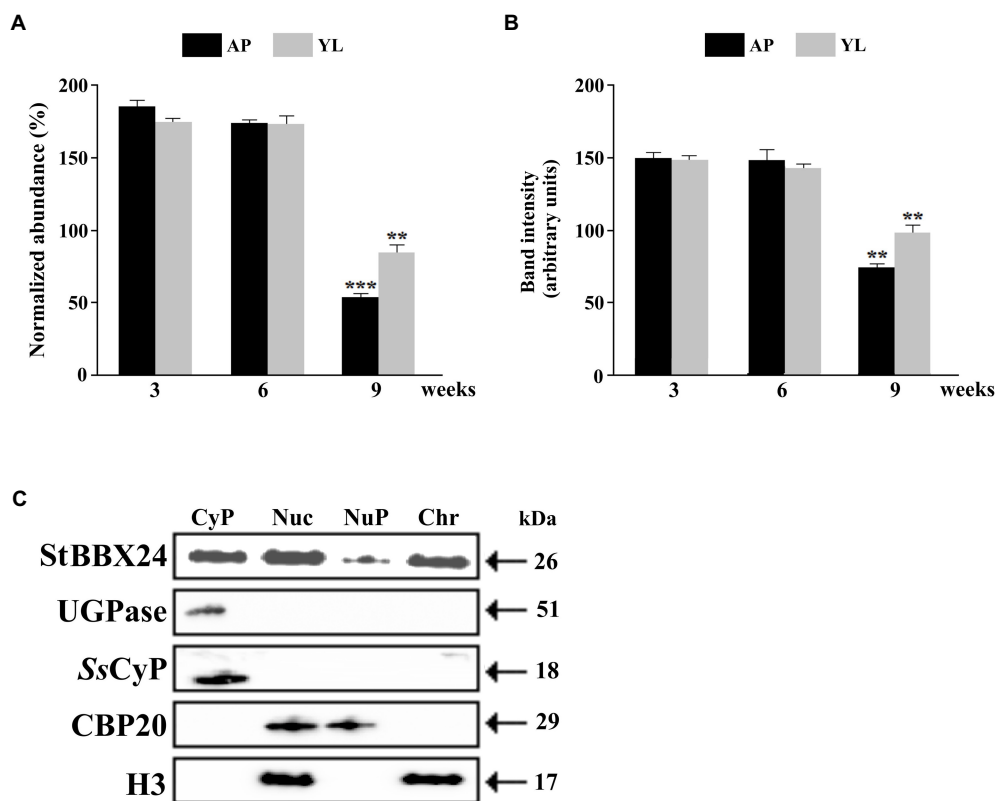 A
AP YL
Normalized abundance (%)
200
150
100
50
0
***
**
3 6 9 weeks
B
AP YL
Band intensity
(arbitrary units)
200
150
100
50
0
**
**
3 6 9 weeks
C
CyP Nuc NuP Chr kDa
StBBX24 26
UGPase 51
SsCyP 18
CBP20 29
H3 17